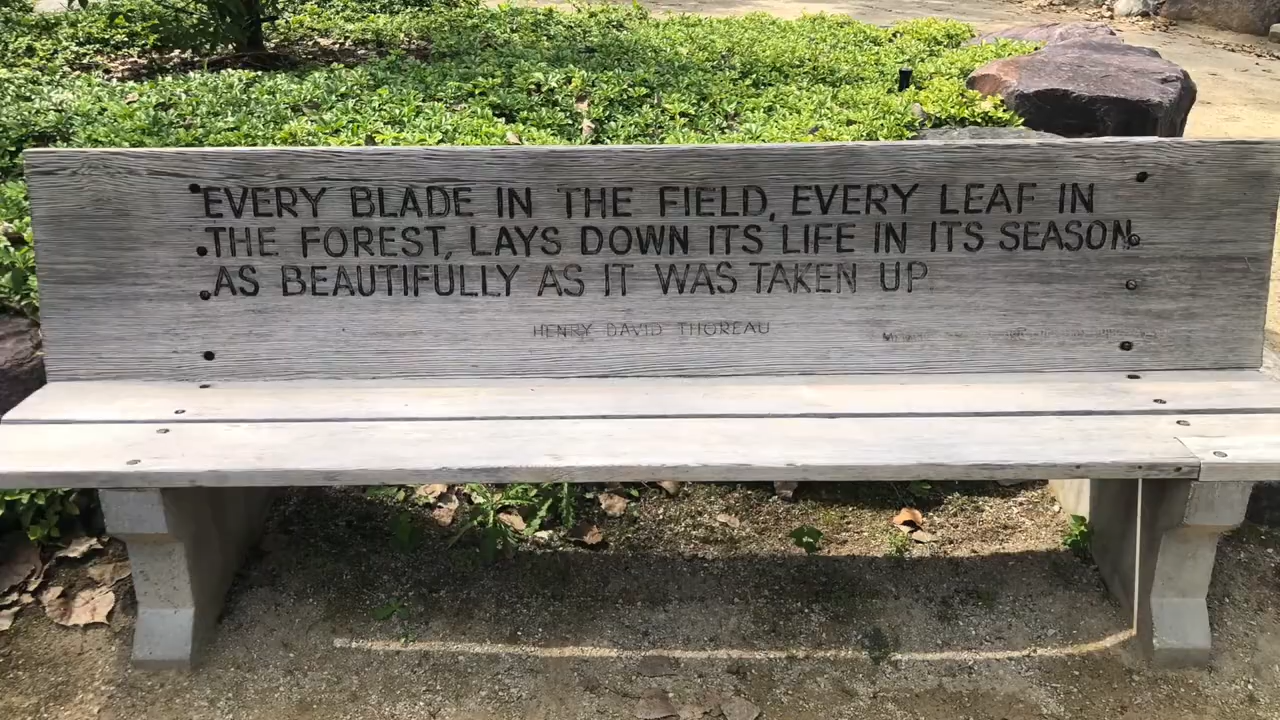 EVERY BLADE IN THE FIELD, EVERY LEAF IN
THE FOREST, LAYS DOWN ITS LIFE IN ITS SEASON
AS BEAUTIFULLY AS IT WAS TAKEN UP
HENRY DAVID THOREAU